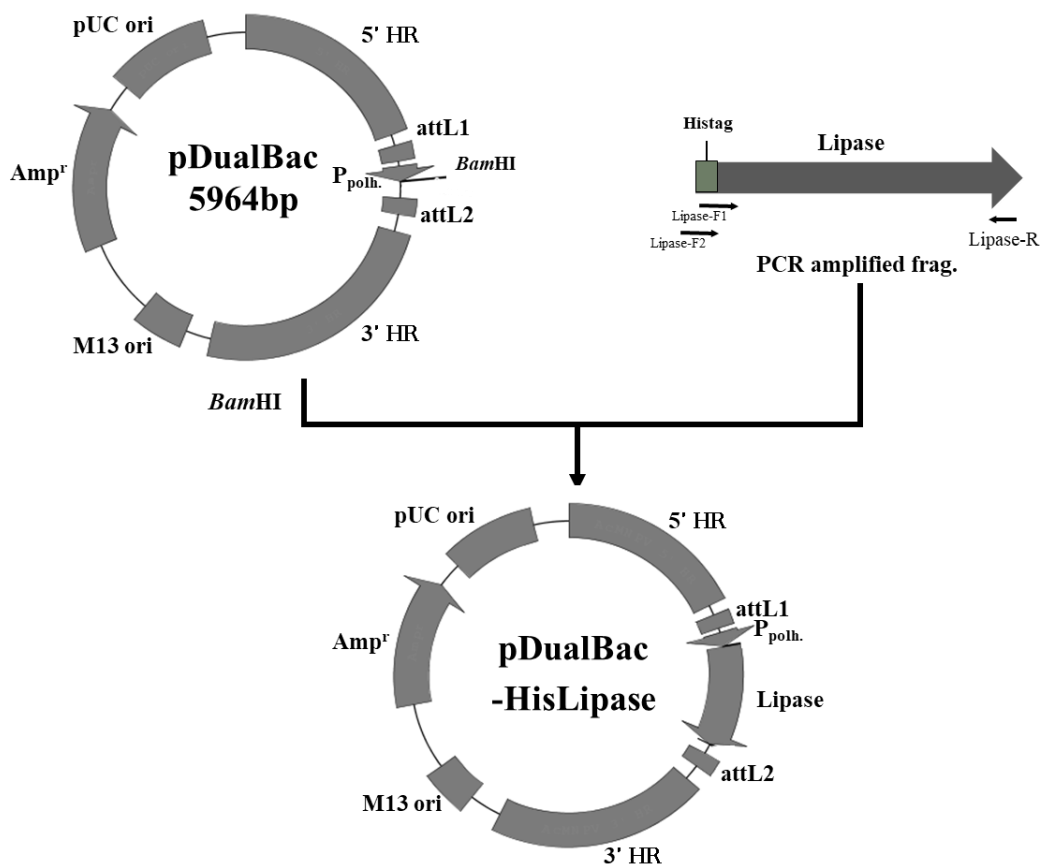 pUC ori
5' HR
attL1
BamHI
Ppolh.
attL2
Ampʳ
pDualBac
5964bp
3' HR
M13 ori
BamHI
Histag
Lipase
Lipase-F1
Lipase-F2
Lipase-R
PCR amplified frag.
pUC ori
5' HR
attL1
Ppolh.
Ampʳ
pDualBac
-HisLipase
Lipase
attL2
M13 ori
3' HR